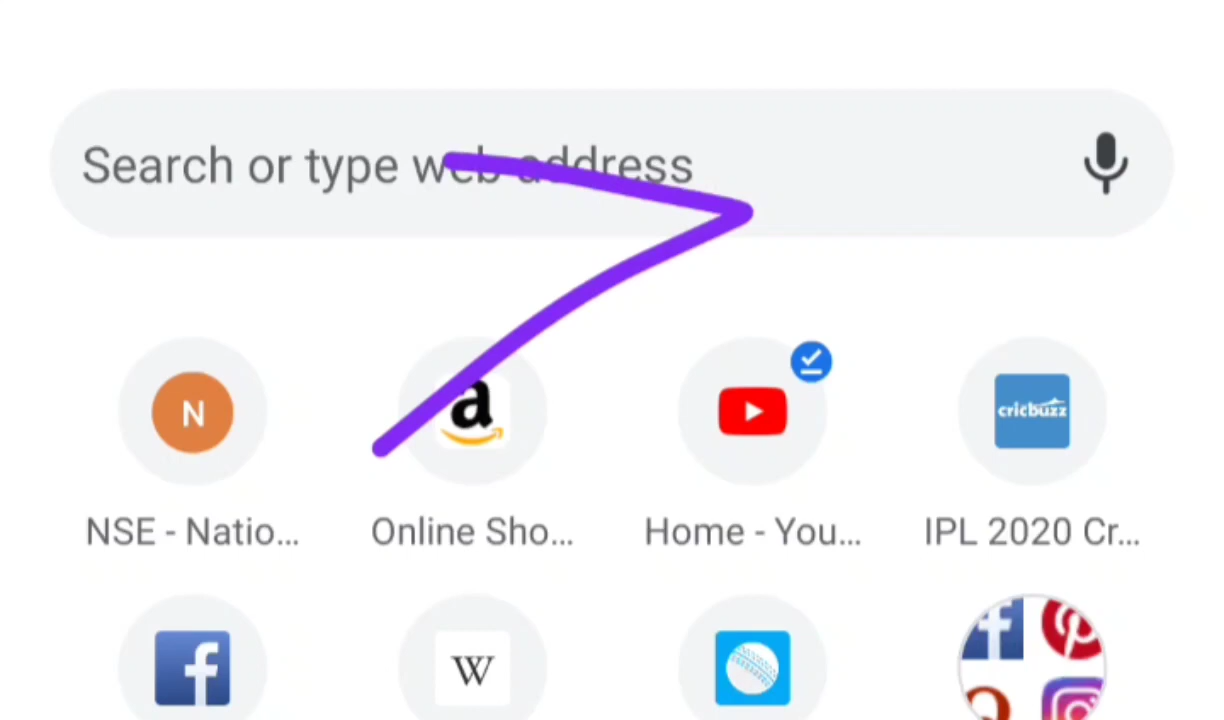 Search or type web address
N
a
cricbuzz
NSE - Natio...
Online Sho...
Home - You...
IPL 2020 Cr...
f
W
f